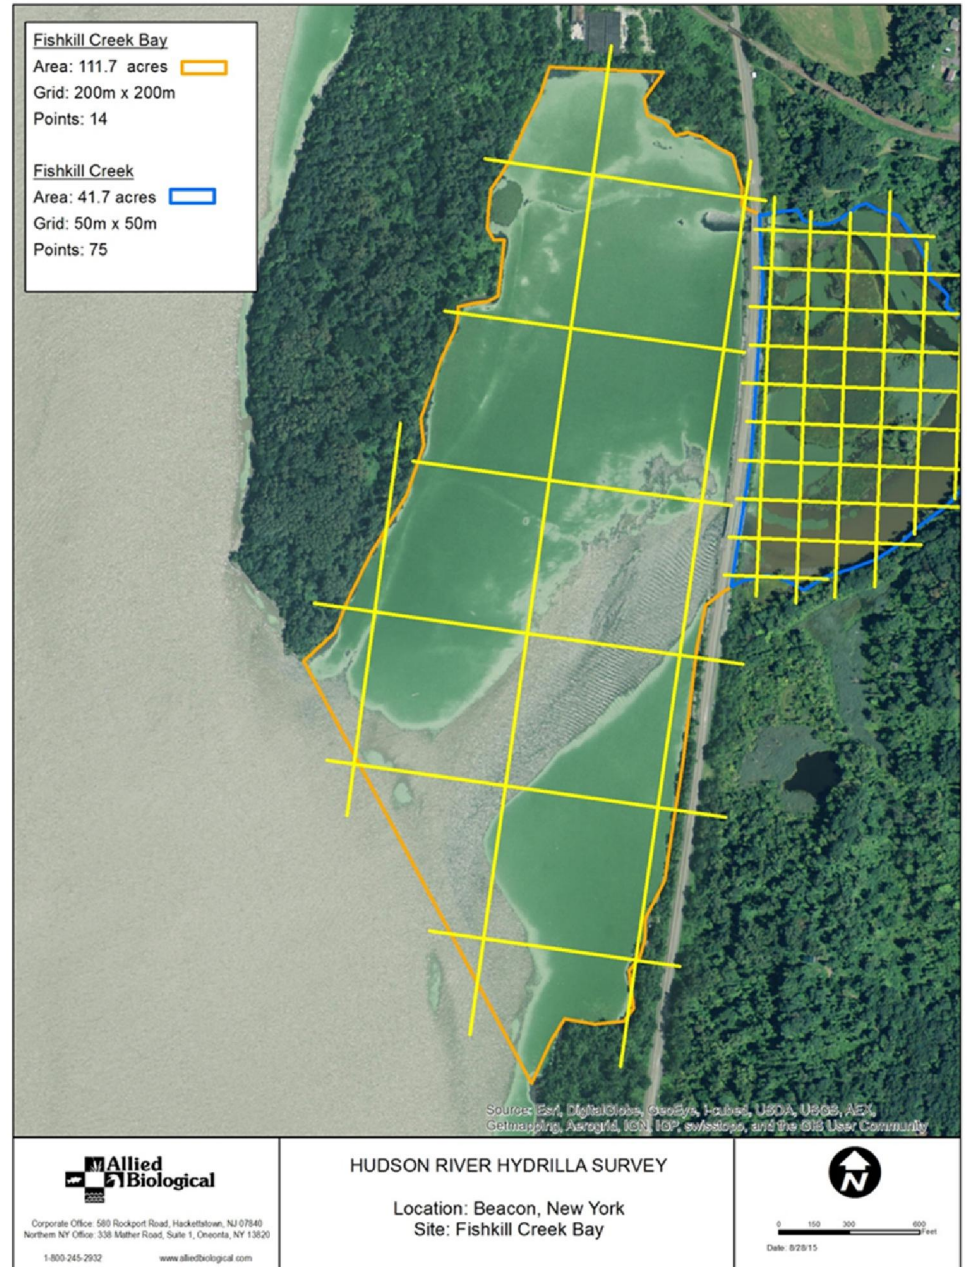 Fishkill Creek Bay
Area: 111.7 acres
Grid: 200m x 200m
Points: 14
Fishkill Creek
Area: 41.7 acres
Grid: 50m x 50m
Points: 75
Source: Esri, DigitalGlobe, GeoEye, i-cubed, USDA, USGS, AEX,
Getmapping, Aerogrid, IGN, IGP, swisstopo, and the GIS User Community
Allied
Biological
Corporate Office: 580 Rockport Road, Hackettstown, NJ 07840
Northern NY Office: 338 Mather Road, Suite 1, Oneonta, NY 13820
1-800-245-2932 www.alliedbiological.com
HUDSON RIVER HYDRILLA SURVEY
Location: Beacon, New York
Site: Fishkill Creek Bay
N
0 150 300 600
Feet
Date: 8/28/15